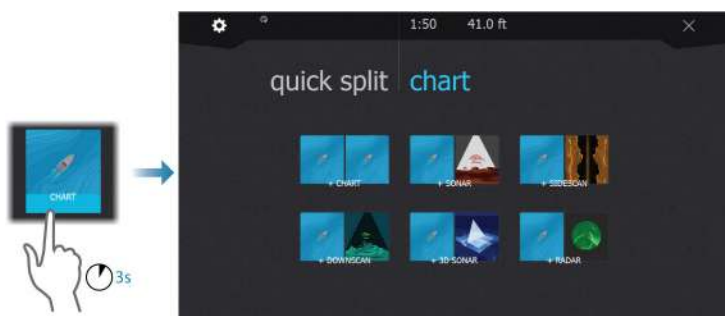 1:50 41.0 ft
quick split chart
CHART
3s
+ CHART + SONAR + SIDESCAN
+ DOWNSCAN + 3D SONAR + RADAR